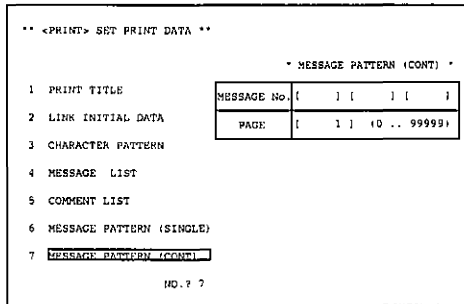 ** <PRINT> SET PRINT DATA **
* MESSAGE PATTERN (CONT) *
1 PRINT TITLE
MESSAGE No. [ ] [ ] [ ]
2 LINK INITIAL DATA
PAGE [ 1 ] (0 .. 99999)
3 CHARACTER PATTERN
4 MESSAGE LIST
5 COMMENT LIST
6 MESSAGE PATTERN (SINGLE)
7 MESSAGE PATTERN (CONT)
NO.? 7